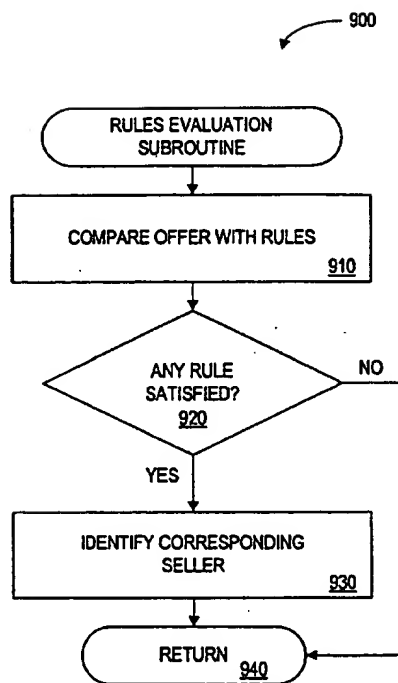 900
RULES EVALUATION
SUBROUTINE
COMPARE OFFER WITH RULES
910
ANY RULE
SATISFIED?
920
NO
YES
IDENTIFY CORRESPONDING
SELLER
930
RETURN
940